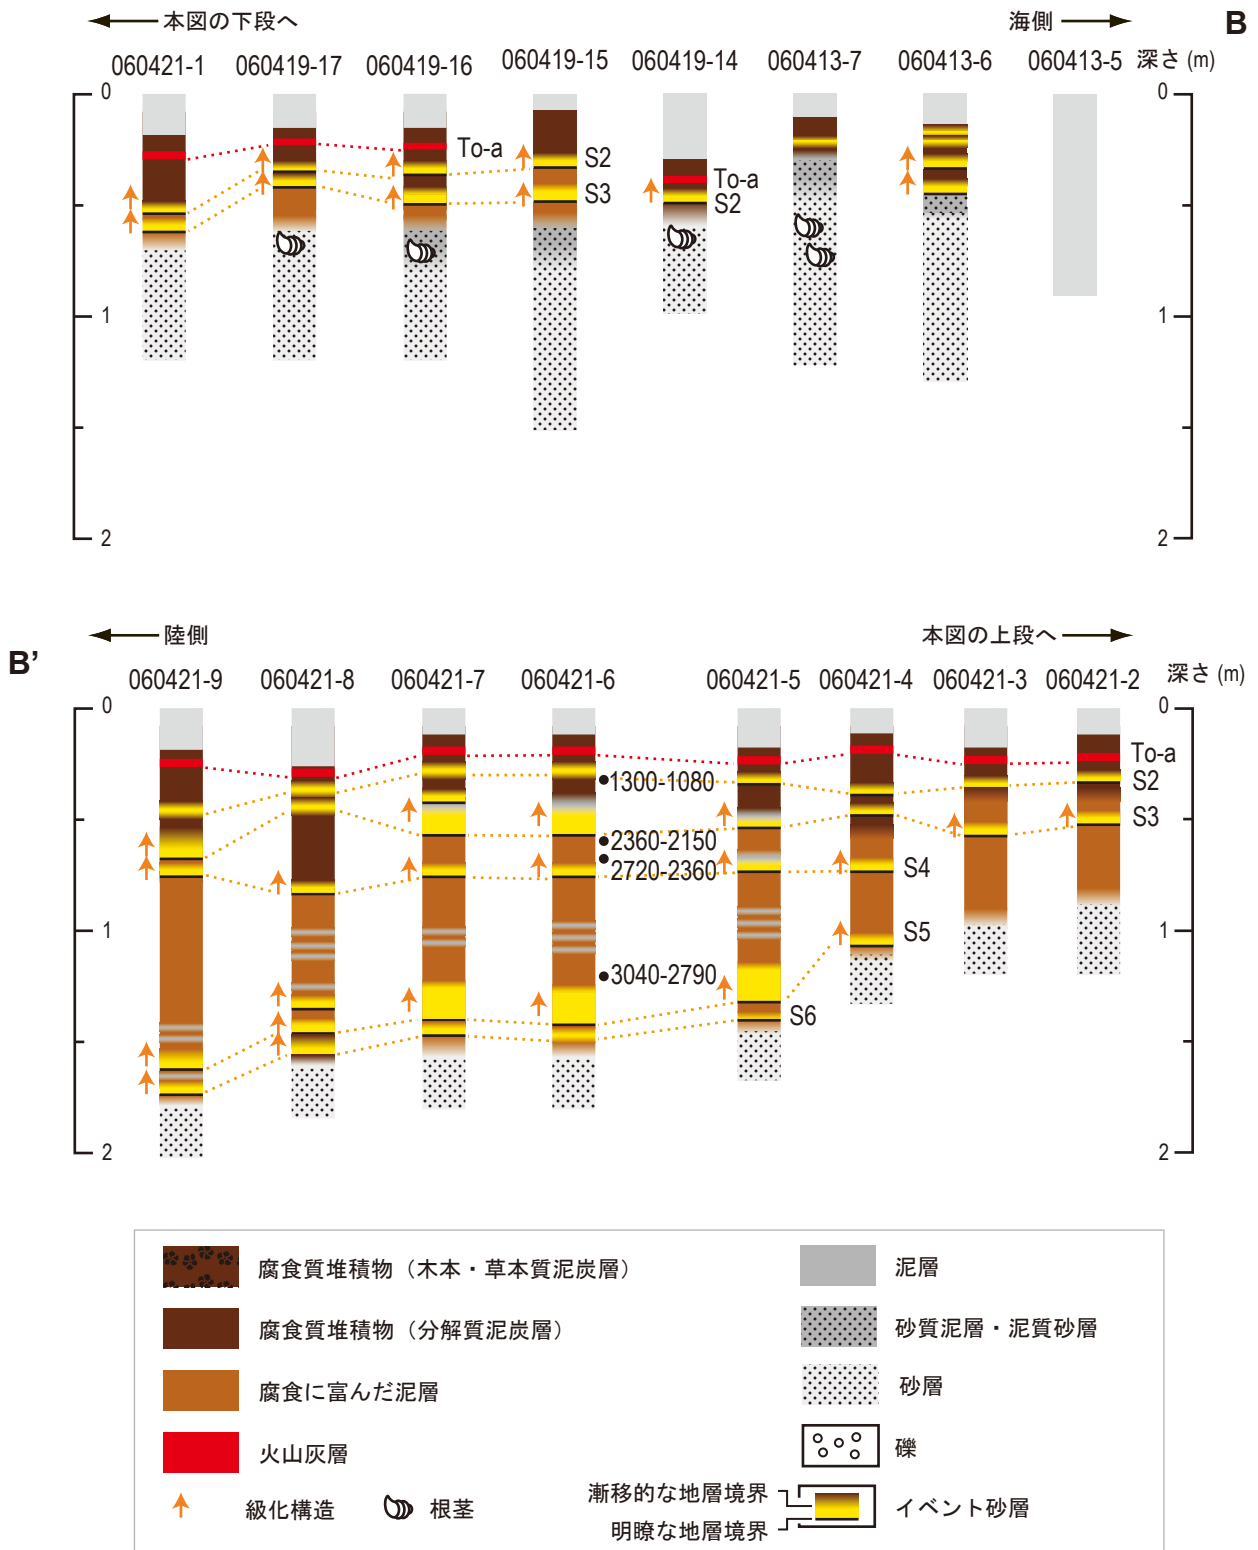 本図の下段へ 海側 B
060421-1 060419-17 060419-16 060419-15 060419-14 060413-7 060413-6 060413-5 深さ (m)
0 0
To-a S2 To-a
S3 S2
1 1
2 2
陸側 本図の上段へ
B’
060421-9 060421-8 060421-7 060421-6 060421-5 060421-4 060421-3 060421-2 深さ (m)
0 0
To-a
1300-1080 S2
S3
2360-2150
2720-2360 S4
1 S5 1
3040-2790
S6
2 2
腐食質堆積物（木本・草本質泥炭層） 泥層
腐食質堆積物（分解質泥炭層） 砂質泥層・泥質砂層
腐食に富んだ泥層 砂層
火山灰層 礫
級化構造 根茎 漸移的な地層境界 イベント砂層
明瞭な地層境界